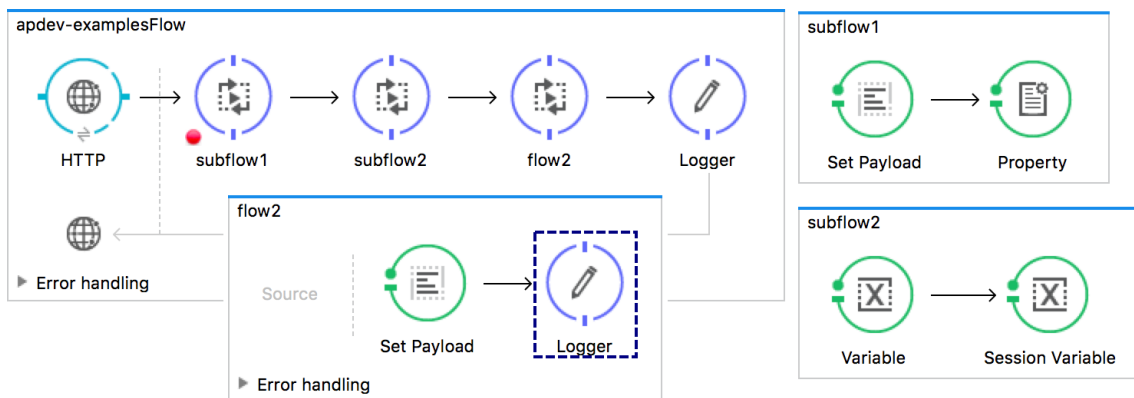 apdev-examplesFlow
HTTP
subflow1
subflow2
flow2
Logger
Error handling
flow2
Source
Set Payload
Logger
Error handling
subflow1
Set Payload
Property
subflow2
Variable
Session Variable